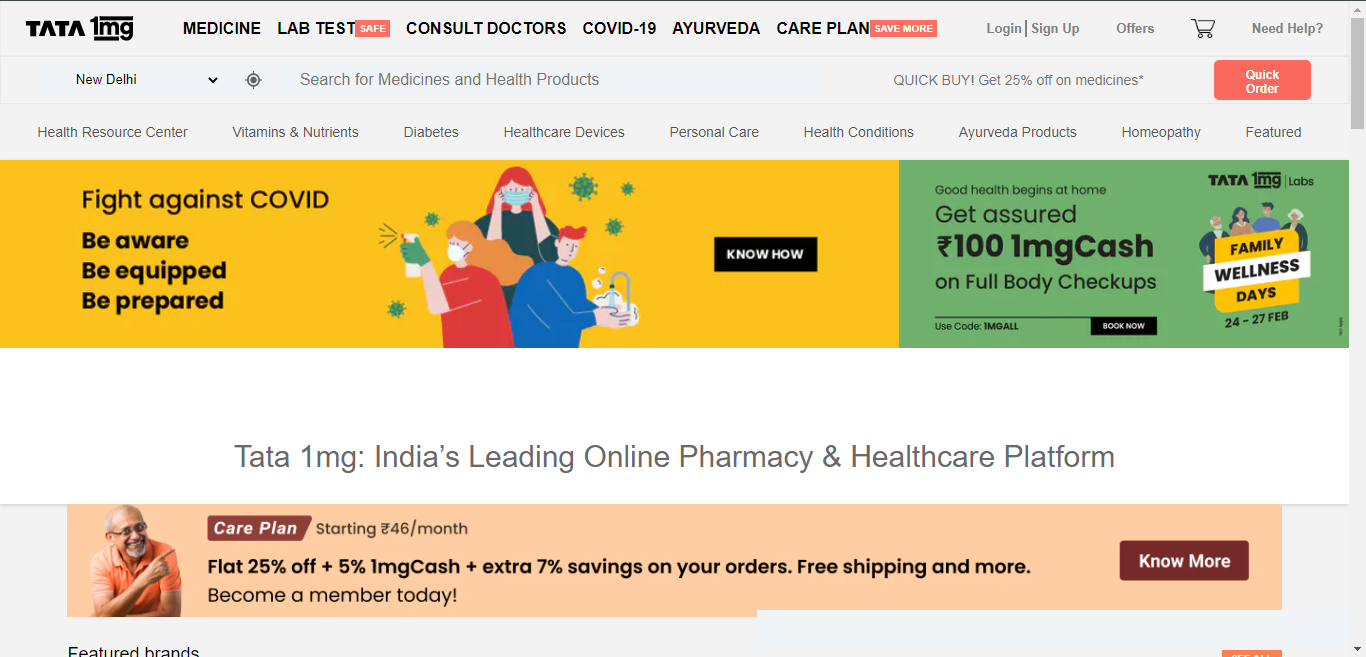 TATA 1mg
MEDICINE LAB TEST SAFE CONSULT DOCTORS COVID-19 AYURVEDA CARE PLAN SAVE MORE Login | Sign Up Offers Need Help?
New Delhi Search for Medicines and Health Products QUICK BUY! Get 25% off on medicines* Quick
Order
Health Resource Center Vitamins & Nutrients Diabetes Healthcare Devices Personal Care Health Conditions Ayurveda Products Homeopathy Featured
Fight against COVID
Be aware
Be equipped
Be prepared
KNOW HOW
TATA 1mg | Labs
Good health begins at home
Get assured
₹100 1mgCash
on Full Body Checkups
Use Code: 1MGALL
BOOK NOW
FAMILY
WELLNESS
DAYS
24 - 27 FEB
Tata 1mg: India’s Leading Online Pharmacy & Healthcare Platform
Care Plan Starting ₹46/month
Flat 25% off + 5% 1mgCash + extra 7% savings on your orders. Free shipping and more.
Become a member today!
Know More
Featured brands
SEE ALL